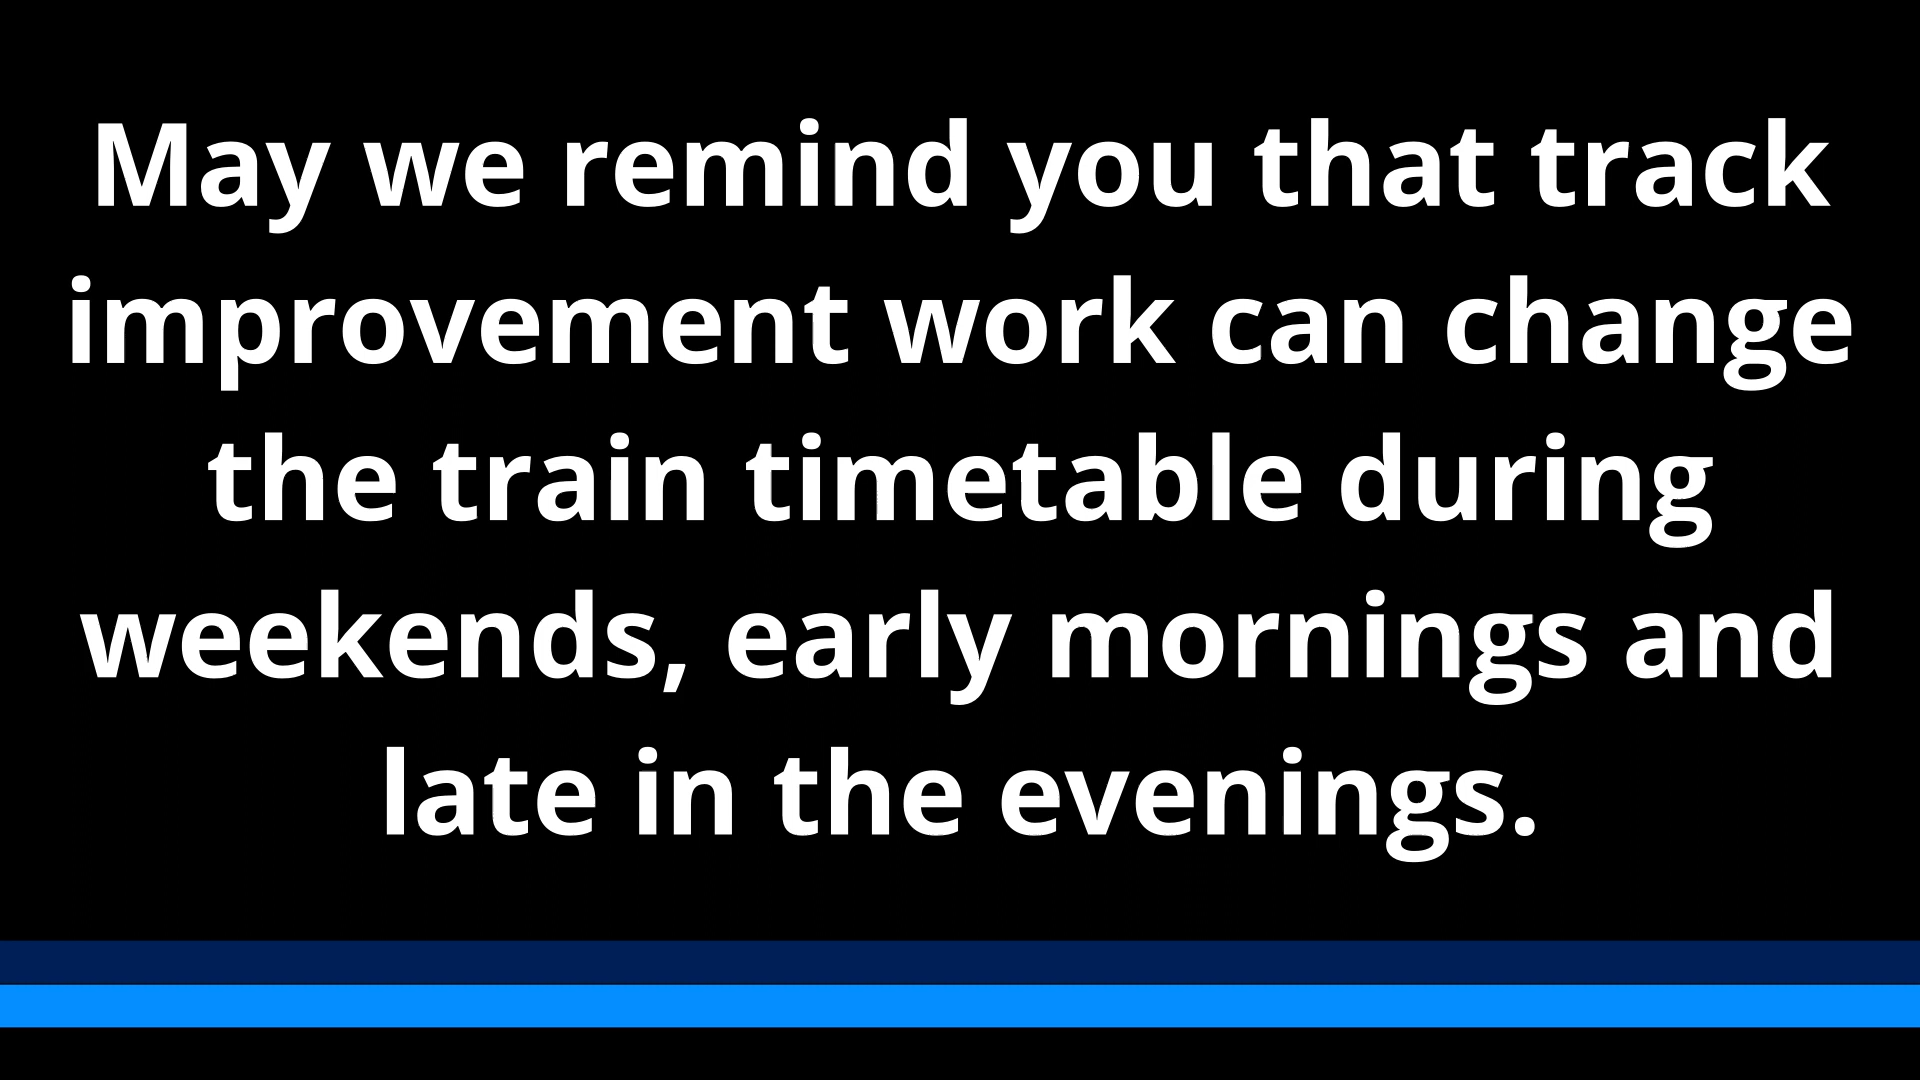 May we remind you that track
improvement work can change
the train timetable during
weekends, early mornings and
late in the evenings.